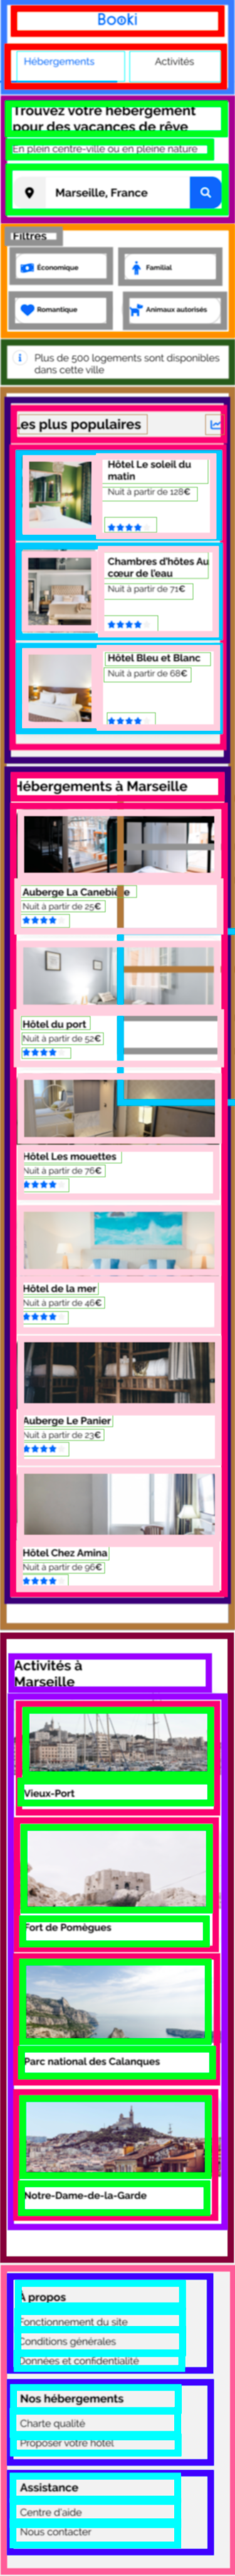 Booki
Hébergements
Activités
Trouvez votre hébergement
pour des vacances de rêve
En plein centre-ville ou en pleine nature
Marseille, France
Filtres
Économique
Familial
Romantique
Animaux autorisés
Plus de 500 logements sont disponibles
dans cette ville
Les plus populaires
Hôtel Le soleil du
matin
Nuit à partir de 128€
Chambres d'hôtes Au
cœur de l'eau
Nuit à partir de 71€
Hôtel Bleu et Blanc
Nuit à partir de 68€
Hébergements à Marseille
Auberge La Canebière
Nuit à partir de 25€
Hôtel du port
Nuit à partir de 52€
Hôtel Les mouettes
Nuit à partir de 76€
Hôtel de la mer
Nuit à partir de 46€
Auberge Le Panier
Nuit à partir de 23€
Hôtel Chez Amina
Nuit à partir de 96€
Activités à
Marseille
Vieux-Port
Fort de Pomègues
Parc national des Calanques
Notre-Dame-de-la-Garde
À propos
Fonctionnement du site
Conditions générales
Données et confidentialité
Nos hébergements
Charte qualité
Proposer votre hôtel
Assistance
Centre d'aide
Nous contacter